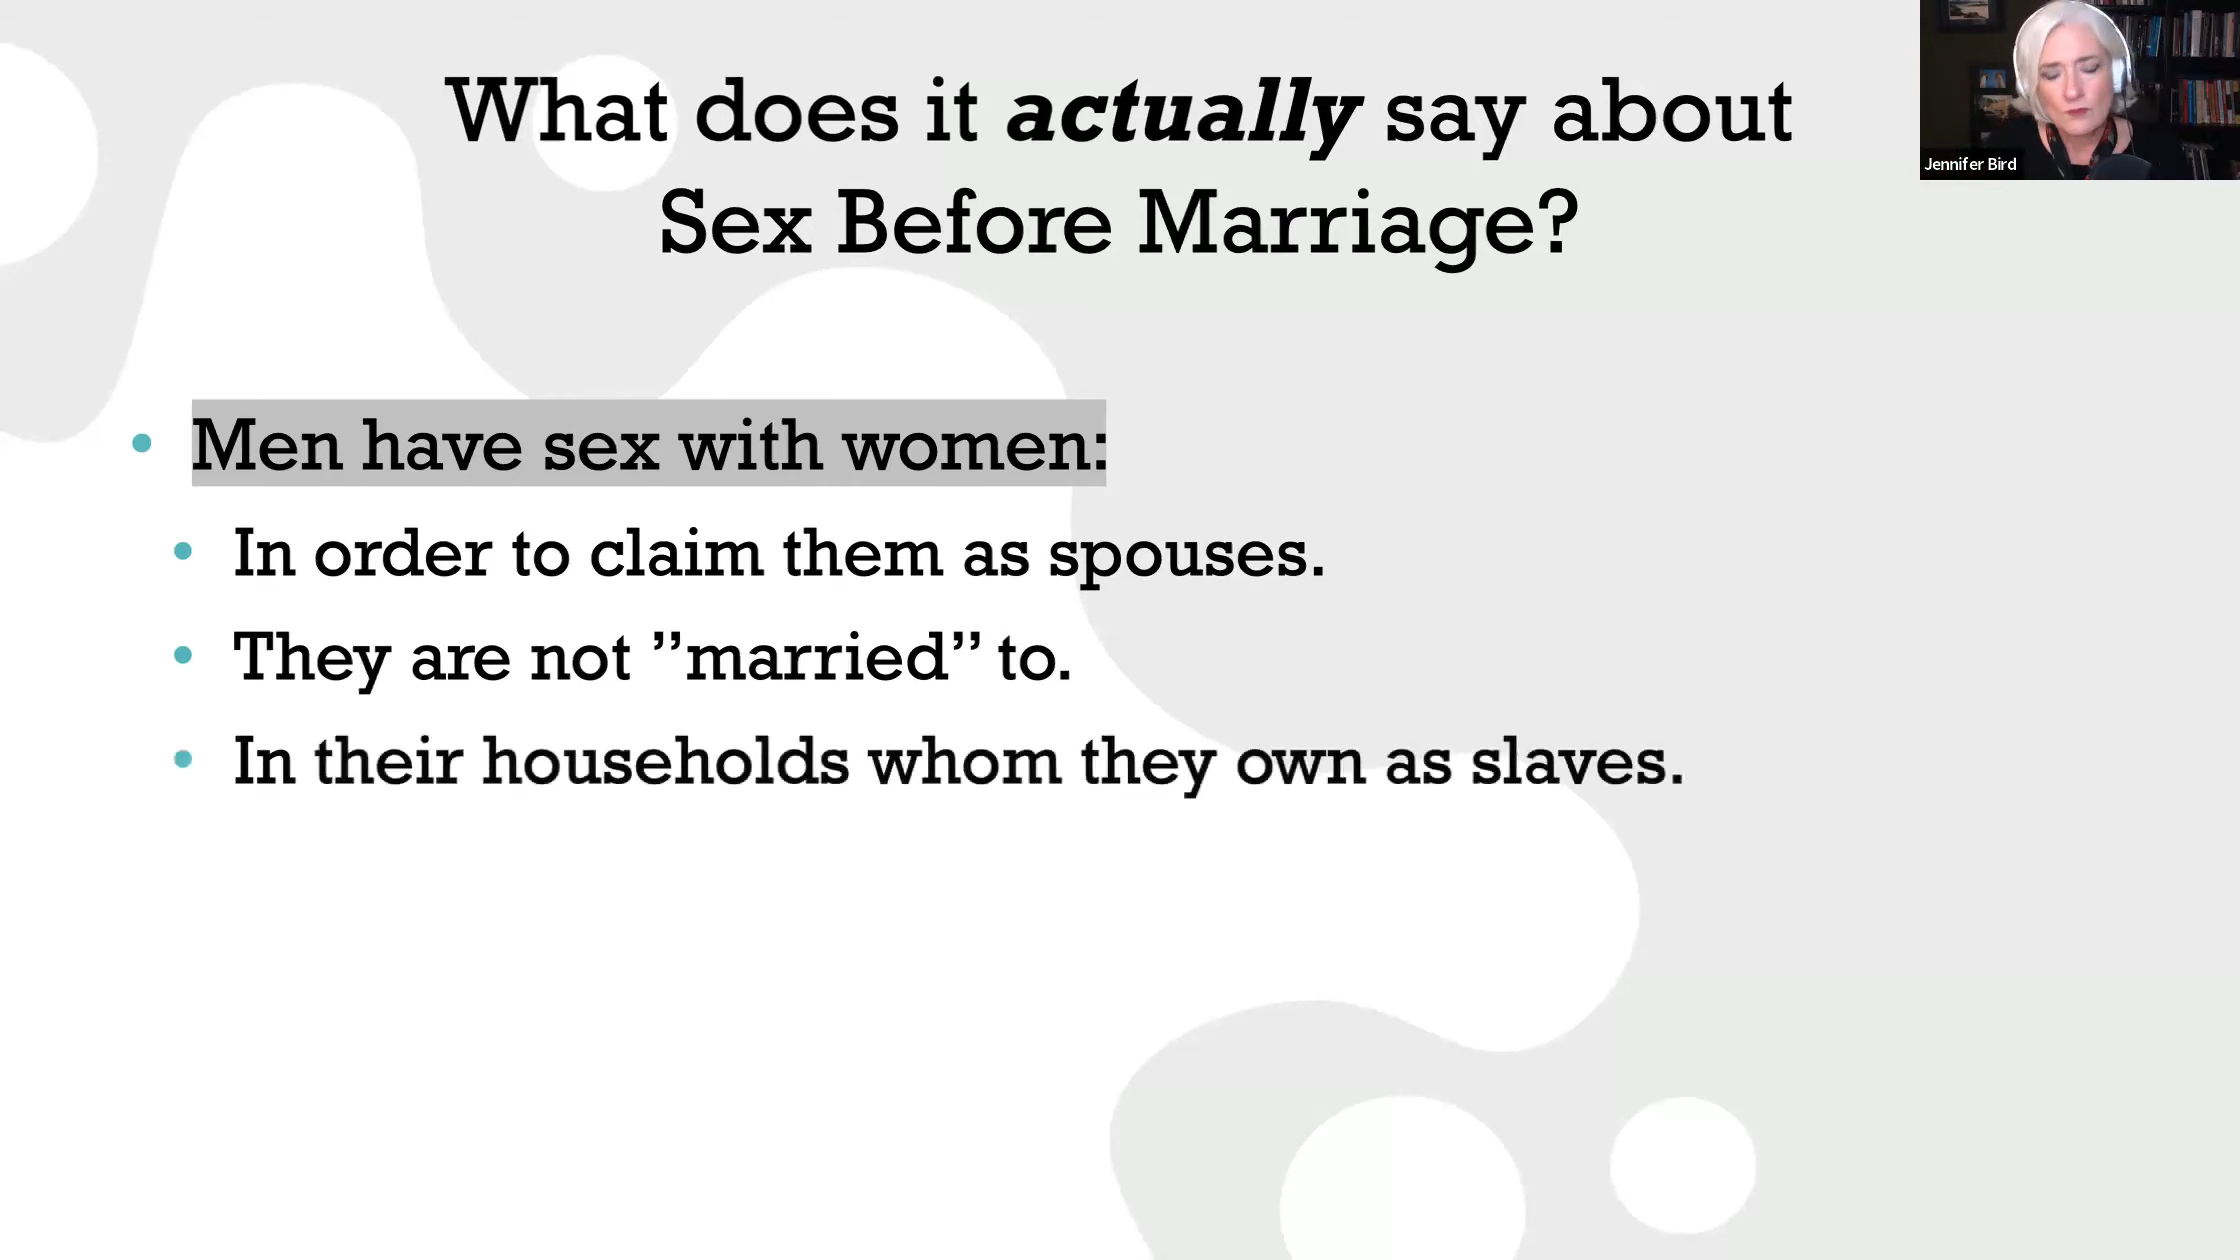 What does it actually say about
Sex Before Marriage?
Jennifer Bird
• Men have sex with women:
• In order to claim them as spouses.
• They are not ”married” to.
• In their households whom they own as slaves.